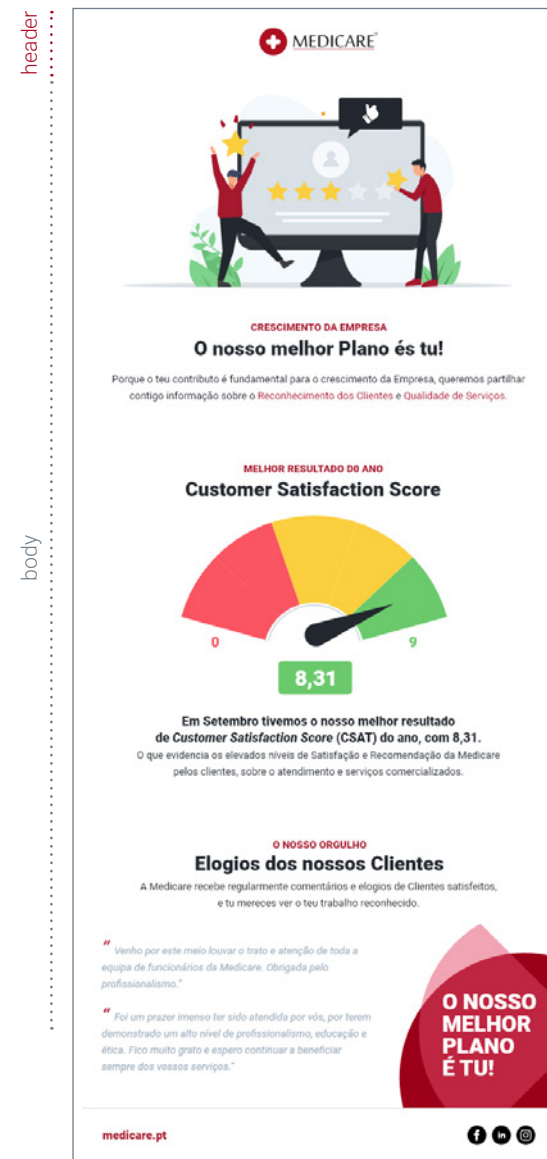 header
MEDICARE®
CRESCIMENTO DA EMPRESA
O nosso melhor Plano és tu!
Porque o teu contributo é fundamental para o crescimento da Empresa, queremos partilhar
contigo informação sobre o Reconhecimento dos Clientes e Qualidade de Serviços.
body
MELHOR RESULTADO DO ANO
Customer Satisfaction Score
0
9
8,31
Em Setembro tivemos o nosso melhor resultado
de Customer Satisfaction Score (CSAT) do ano, com 8,31.
O que evidencia os elevados níveis de Satisfação e Recomendação da Medicare
pelos clientes, sobre o atendimento e serviços comercializados.
O NOSSO ORGULHO
Elogios dos nossos Clientes
A Medicare recebe regularmente comentários e elogios de Clientes satisfeitos,
e tu mereces ver o teu trabalho reconhecido.
“ Venho por este meio louvar o trato e atenção de toda a
equipa de funcionários da Medicare. Obrigada pelo
profissionalismo.”
“ Foi um prazer imenso ter sido atendida por vós, por terem
demonstrado um alto nível de profissionalismo, educação e
ética. Fico muito grato e espero continuar a beneficiar
sempre dos vossos serviços.”
O NOSSO
MELHOR
PLANO
É TU!
medicare.pt
f in